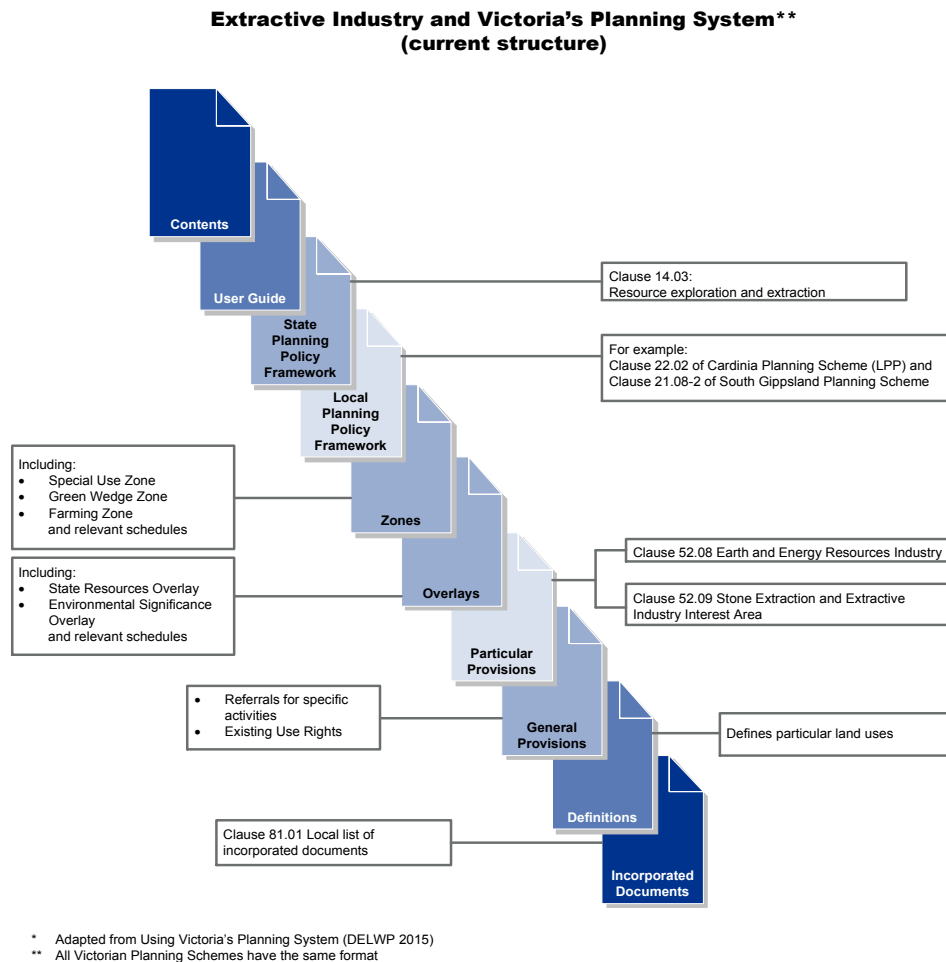 Extractive Industry and Victoria's Planning System**
(current structure)
Contents
User Guide
State
Planning
Policy
Framework
Clause 14.03:
Resource exploration and extraction
Local
Planning
Policy
Framework
For example:
Clause 22.02 of Cardinia Planning Scheme (LPP) and
Clause 21.08-2 of South Gippsland Planning Scheme
Including:
• Special Use Zone
• Green Wedge Zone
• Farming Zone
and relevant schedules
Zones
Including:
• State Resources Overlay
• Environmental Significance
Overlay
and relevant schedules
Overlays
Particular
Provisions
Clause 52.08 Earth and Energy Resources Industry
Clause 52.09 Stone Extraction and Extractive
Industry Interest Area
• Referrals for specific
activities
• Existing Use Rights
General
Provisions
Defines particular land uses
Definitions
Clause 81.01 Local list of
incorporated documents
Incorporated
Documents
* Adapted from Using Victoria's Planning System (DELWP 2015)
** All Victorian Planning Schemes have the same format